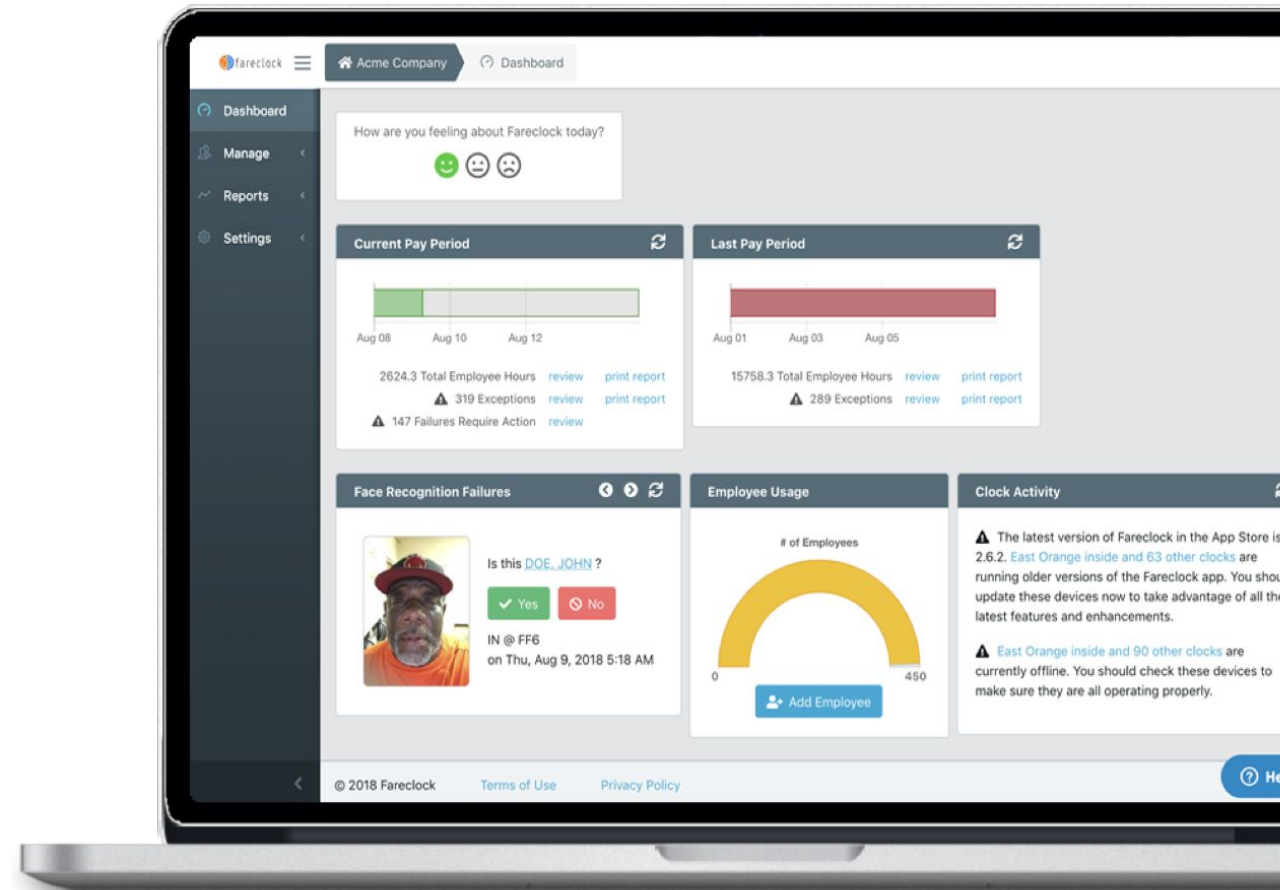 fareclock
Acme Company
Dashboard
Dashboard
Manage
Reports
Settings
How are you feeling about Fareclock today?
Current Pay Period
Aug 08 Aug 10 Aug 12
2624.3 Total Employee Hours review print report
319 Exceptions review print report
147 Failures Require Action review
Last Pay Period
Aug 01 Aug 03 Aug 05
15758.3 Total Employee Hours review print report
289 Exceptions review print report
Face Recognition Failures
Is this DOE, JOHN ?
Yes No
IN @ FF6
on Thu, Aug 9, 2018 5:18 AM
Employee Usage
# of Employees
0 450
Add Employee
Clock Activity
The latest version of Fareclock in the App Store is
2.6.2. East Orange inside and 63 other clocks are
running older versions of the Fareclock app. You shou
update these devices now to take advantage of all the
latest features and enhancements.
East Orange inside and 90 other clocks are
currently offline. You should check these devices to
make sure they are all operating properly.
© 2018 Fareclock Terms of Use Privacy Policy
He